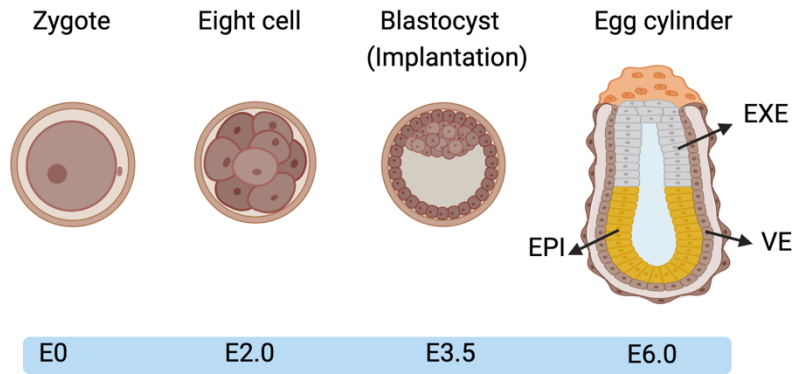 Zygote
Eight cell
Blastocyst
(Implantation)
Egg cylinder
EXE
EPI
VE
E0
E2.0
E3.5
E6.0